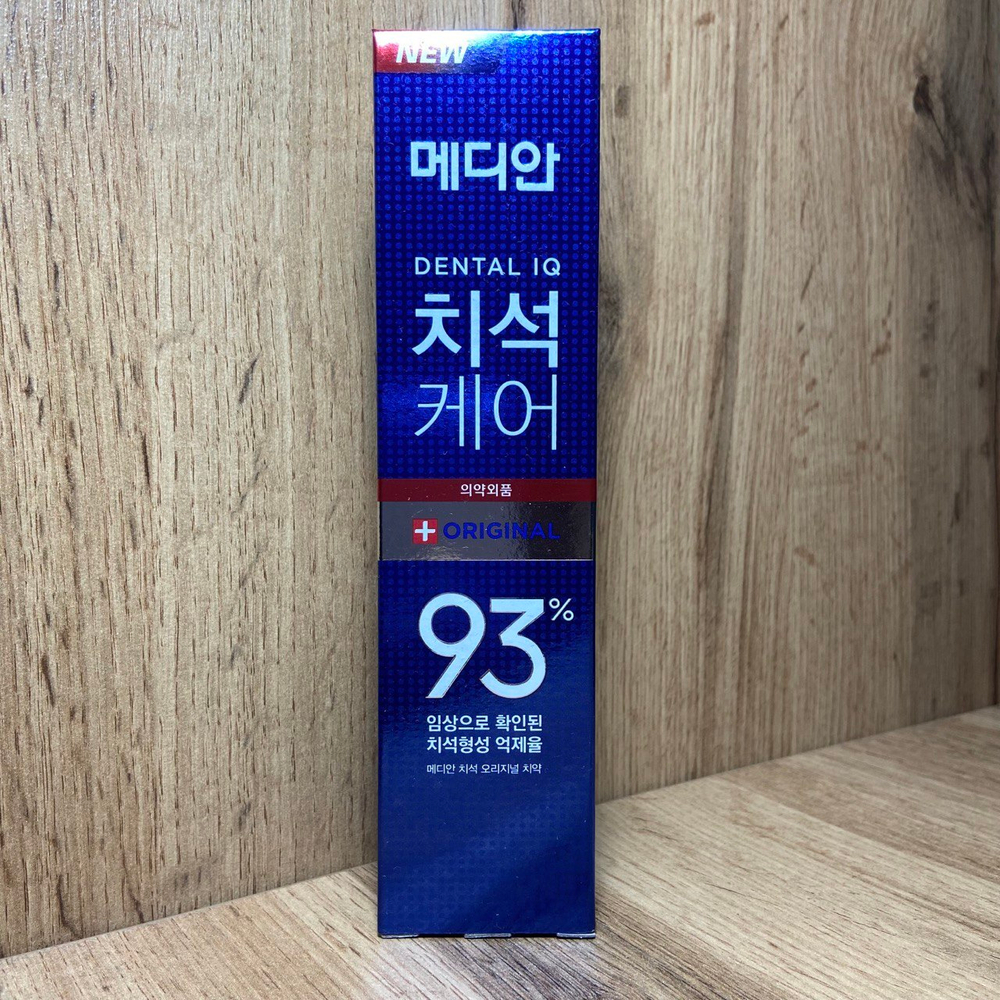 NEW
메디안
DENTAL IQ
치석
케어
의약외품
ORIGINAL
93%
임상으로 확인된
치석형성 억제율
메디안 치석 오리지널 치약